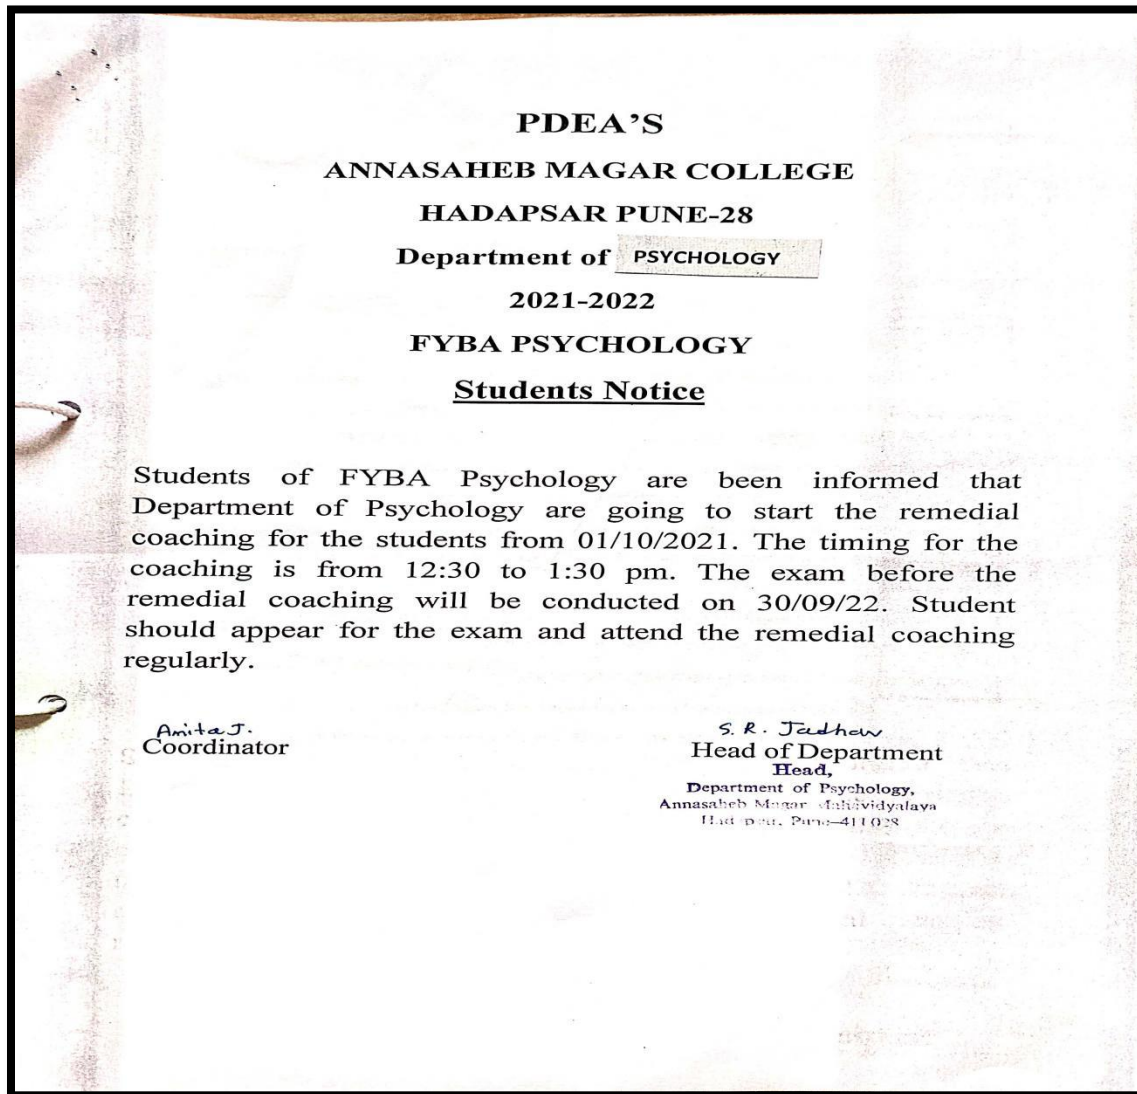 PDEA’S
ANNASAHEB MAGAR COLLEGE
HADAPSAR PUNE-28
Department of PSYCHOLOGY
2021-2022
FYBA PSYCHOLOGY
Students Notice
Students of FYBA Psychology are been informed that
Department of Psychology are going to start the remedial
coaching for the students from 01/10/2021. The timing for the
coaching is from 12:30 to 1:30 pm. The exam before the
remedial coaching will be conducted on 30/09/22. Student
should appear for the exam and attend the remedial coaching
regularly.
Anita J.
Coordinator
S. R. Jadhav
Head of Department
Head,
Department of Psychology,
Annasaheb Magar Mahavidyalaya
Pune-411028